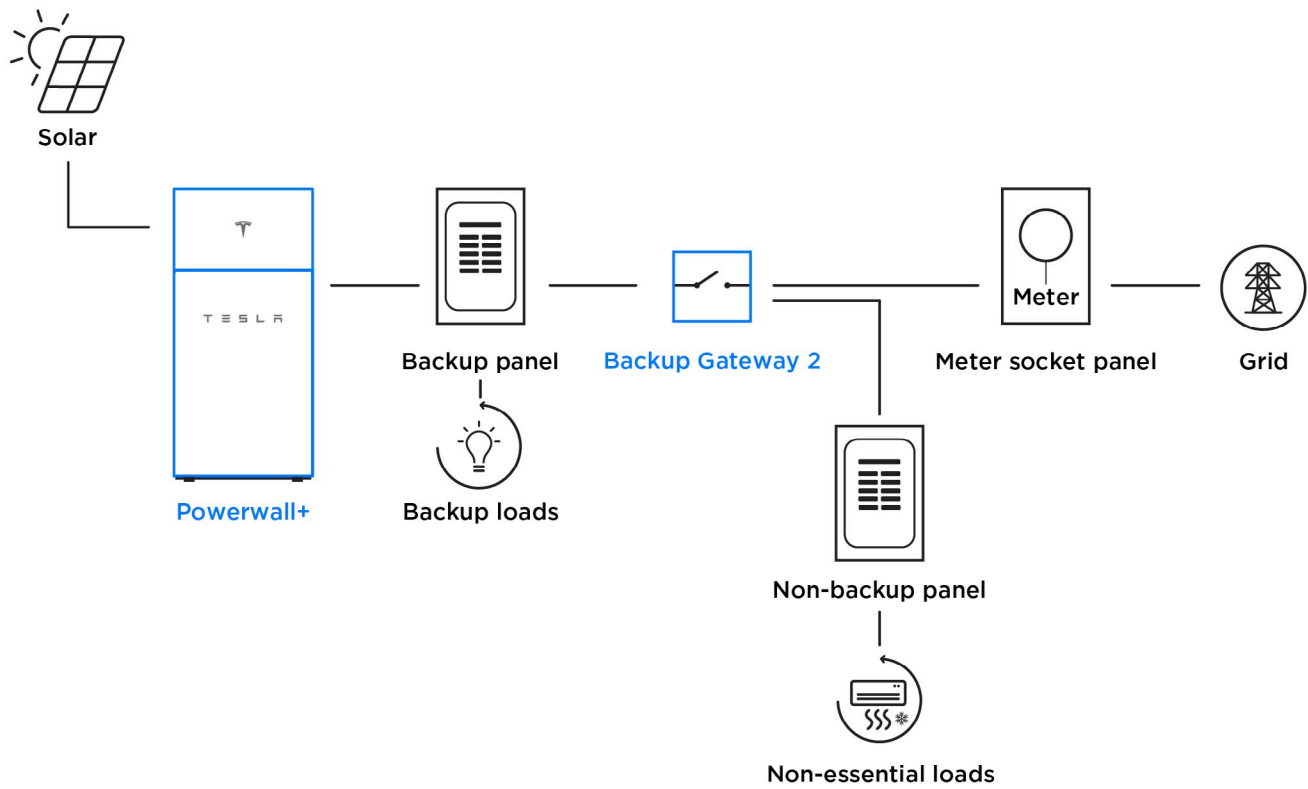 Solar
TESLA
Meter
Backup panel
Backup Gateway 2
Meter socket panel
Grid
Powerwall+
Backup loads
Non-backup panel
Non-essential loads